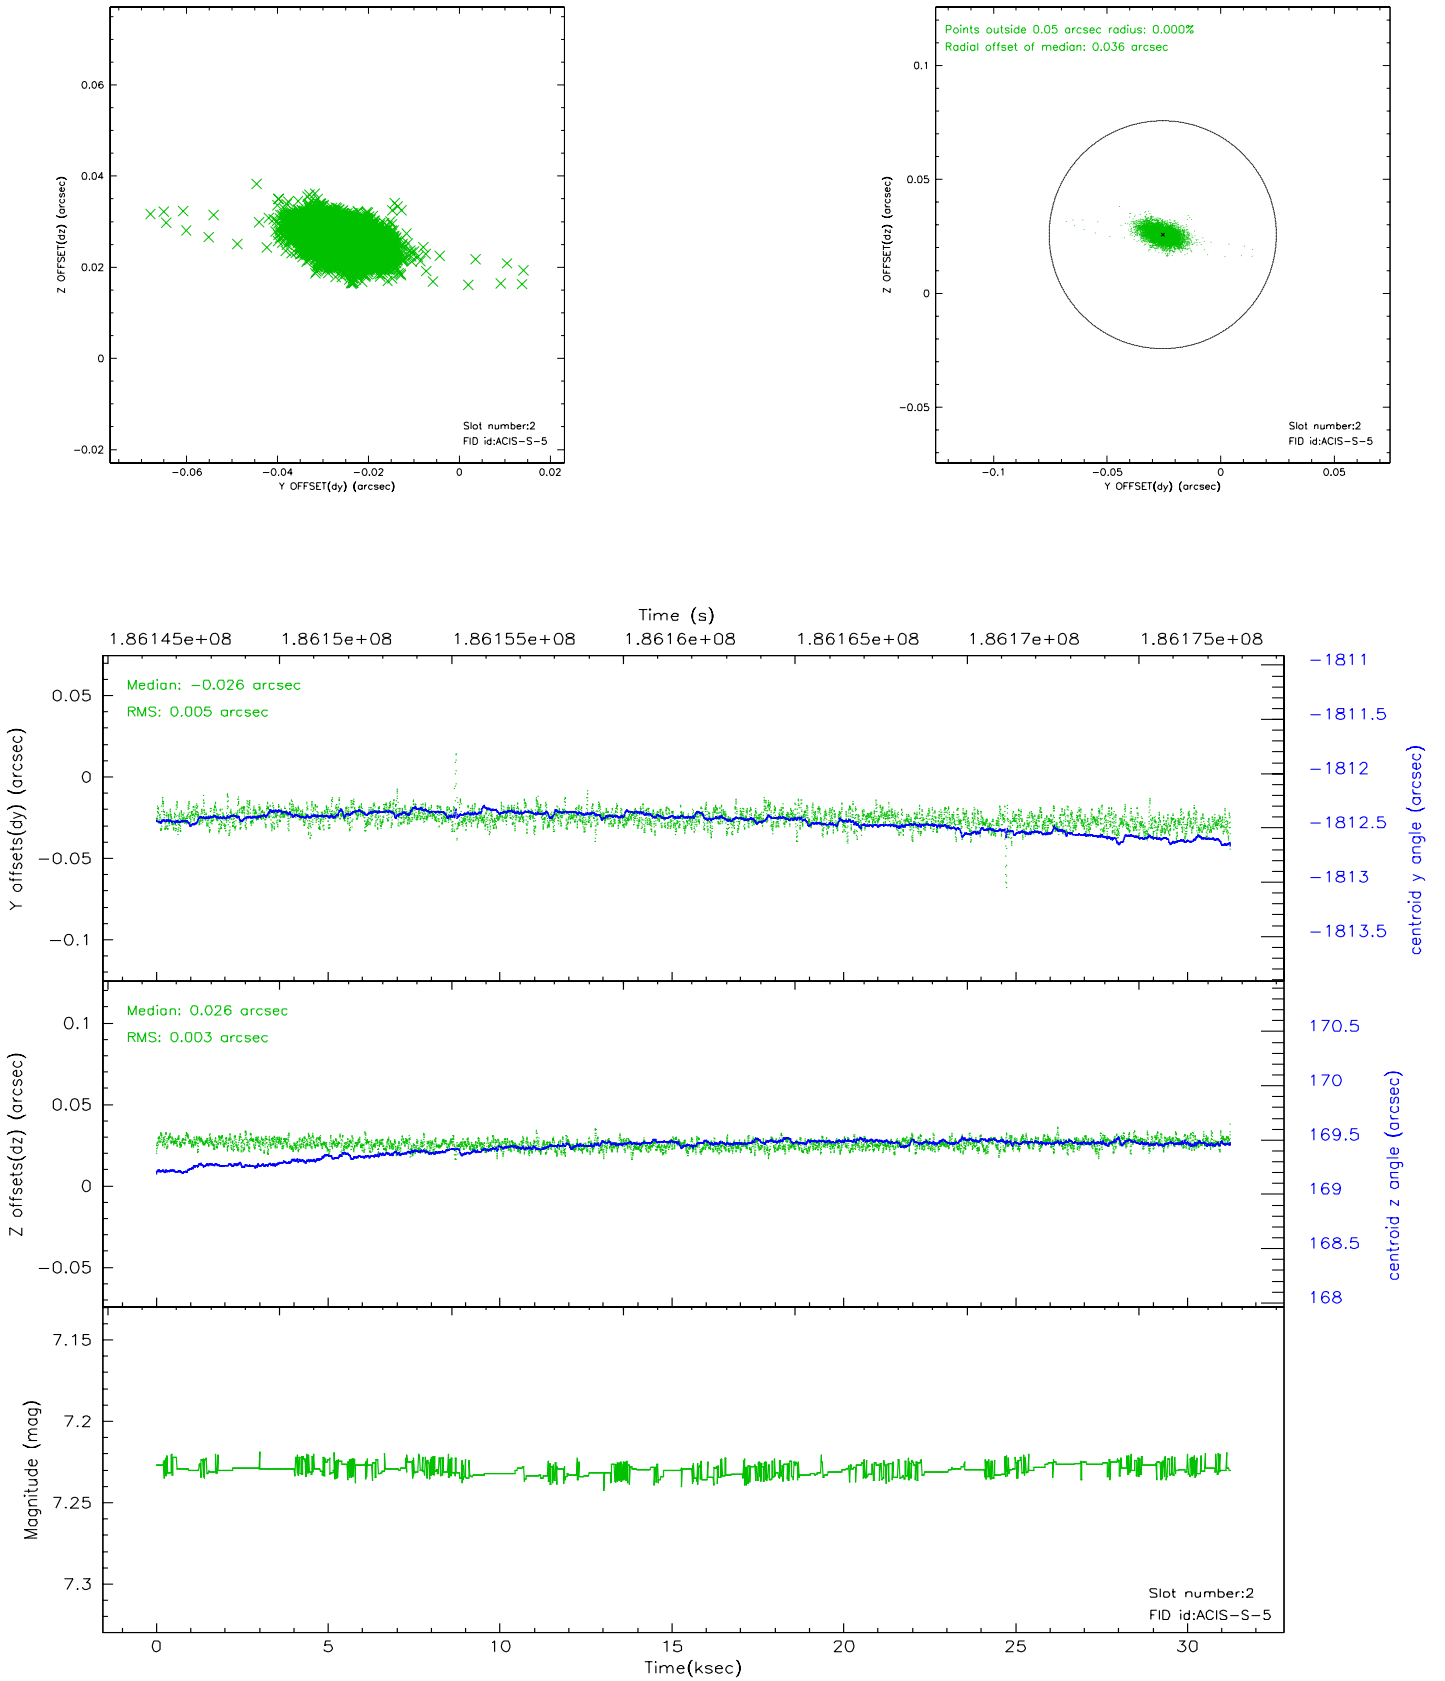 0.06
0.04
0.02
0
-0.02
Z OFFSET(dz) (arcsec)
Slot number:2
FID id:ACIS-S-5
-0.06 -0.04 -0.02 0 0.02
Y OFFSET(dy) (arcsec)
Points outside 0.05 arcsec radius: 0.000%
Radial offset of median: 0.036 arcsec
0.1
0.05
0
-0.05
Z OFFSET(dz) (arcsec)
Slot number:2
FID id:ACIS-S-5
-0.1 -0.05 0 0.05
Y OFFSET(dy) (arcsec)
Time (s)
1.86145e+08 1.8615e+08 1.86155e+08 1.8616e+08 1.86165e+08 1.8617e+08 1.86175e+08
Median: -0.026 arcsec
RMS: 0.005 arcsec
0.05
0
-0.05
-0.1
Y offsets(dy) (arcsec)
-1811
-1811.5
-1812
-1812.5
-1813
-1813.5
centroid y angle (arcsec)
Median: 0.026 arcsec
RMS: 0.003 arcsec
0.1
0.05
0
-0.05
Z offsets(dz) (arcsec)
170.5
170
169.5
169
168.5
168
centroid z angle (arcsec)
7.15
7.2
7.25
7.3
Magnitude (mag)
Slot number:2
FID id:ACIS-S-5
0 5 10 15 20 25 30
Time(ksec)